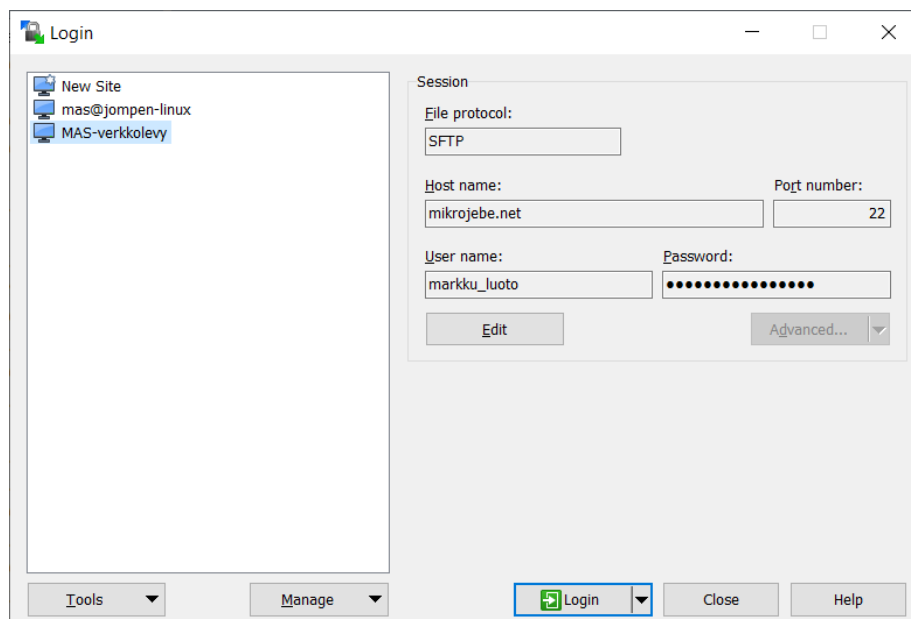 Login
New Site
mas@jompen-linux
MAS-verkkolevy
Session
File protocol:
SFTP
Host name: Port number:
mikrojebe.net 22
User name: Password:
markku_luoto ●●●●●●●●●●●●●●●●
Edit Advanced...
Tools Manage Login Close Help